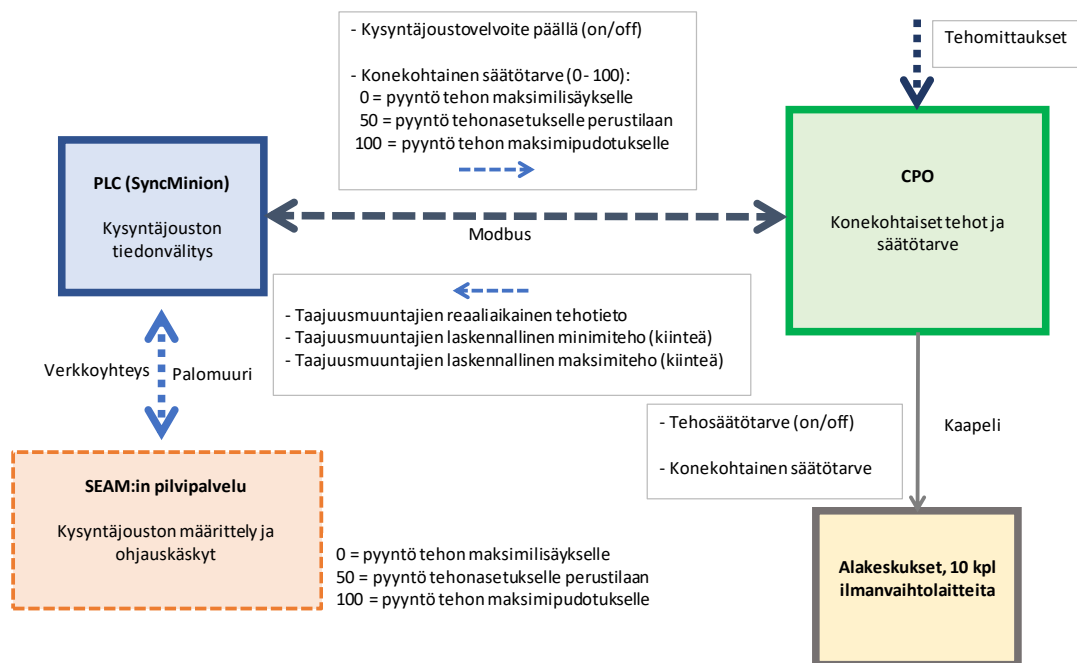 - Kysyntäjoustovelvoite päällä (on/off)
- Konekohtainen säätötarve (0 - 100):
0 = pyyntö tehon maksimilisäykselle
50 = pyyntö tehonasetukselle perustilaan
100 = pyyntö tehon maksimipudotukselle
Tehomittaukset
PLC (SyncMinion)
Kysyntäjouston
tiedonvälitys
Modbus
CPO
Konekohtaiset tehot ja
säätötarve
- Taajuusmuuntajien reaaliaikainen tehotieto
- Taajuusmuuntajien laskennallinen minimiteho (kiinteä)
- Taajuusmuuntajien laskennallinen maksimiteho (kiinteä)
Verkkoyhteys
Palomuuri
- Tehosäätötarve (on/off)
- Konekohtainen säätötarve
Kaapeli
SEAM:in pilvipalvelu
Kysyntäjouston määrittely ja
ohjauskäskyt
0 = pyyntö tehon maksimilisäykselle
50 = pyyntö tehonasetukselle perustilaan
100 = pyyntö tehon maksimipudotukselle
Alakeskukset, 10 kpl
ilmanvaihtolaitteita